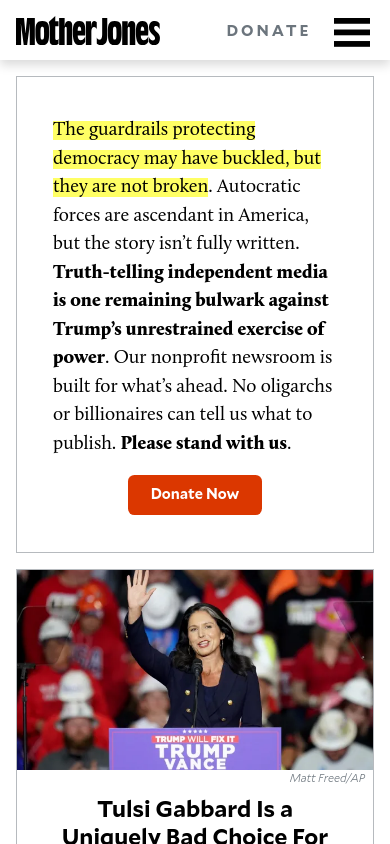 Mother Jones
DONATE
The guardrails protecting
democracy may have buckled, but
they are not broken. Autocratic
forces are ascendant in America,
but the story isn’t fully written.
Truth-telling independent media
is one remaining bulwark against
Trump’s unrestrained exercise of
power. Our nonprofit newsroom is
built for what’s ahead. No oligarchs
or billionaires can tell us what to
publish. Please stand with us.
Donate Now
TRUMP WILL FIX IT
TRUMP
VANCE
Matt Freed/AP
Tulsi Gabbard Is a
Uniquely Bad Choice For